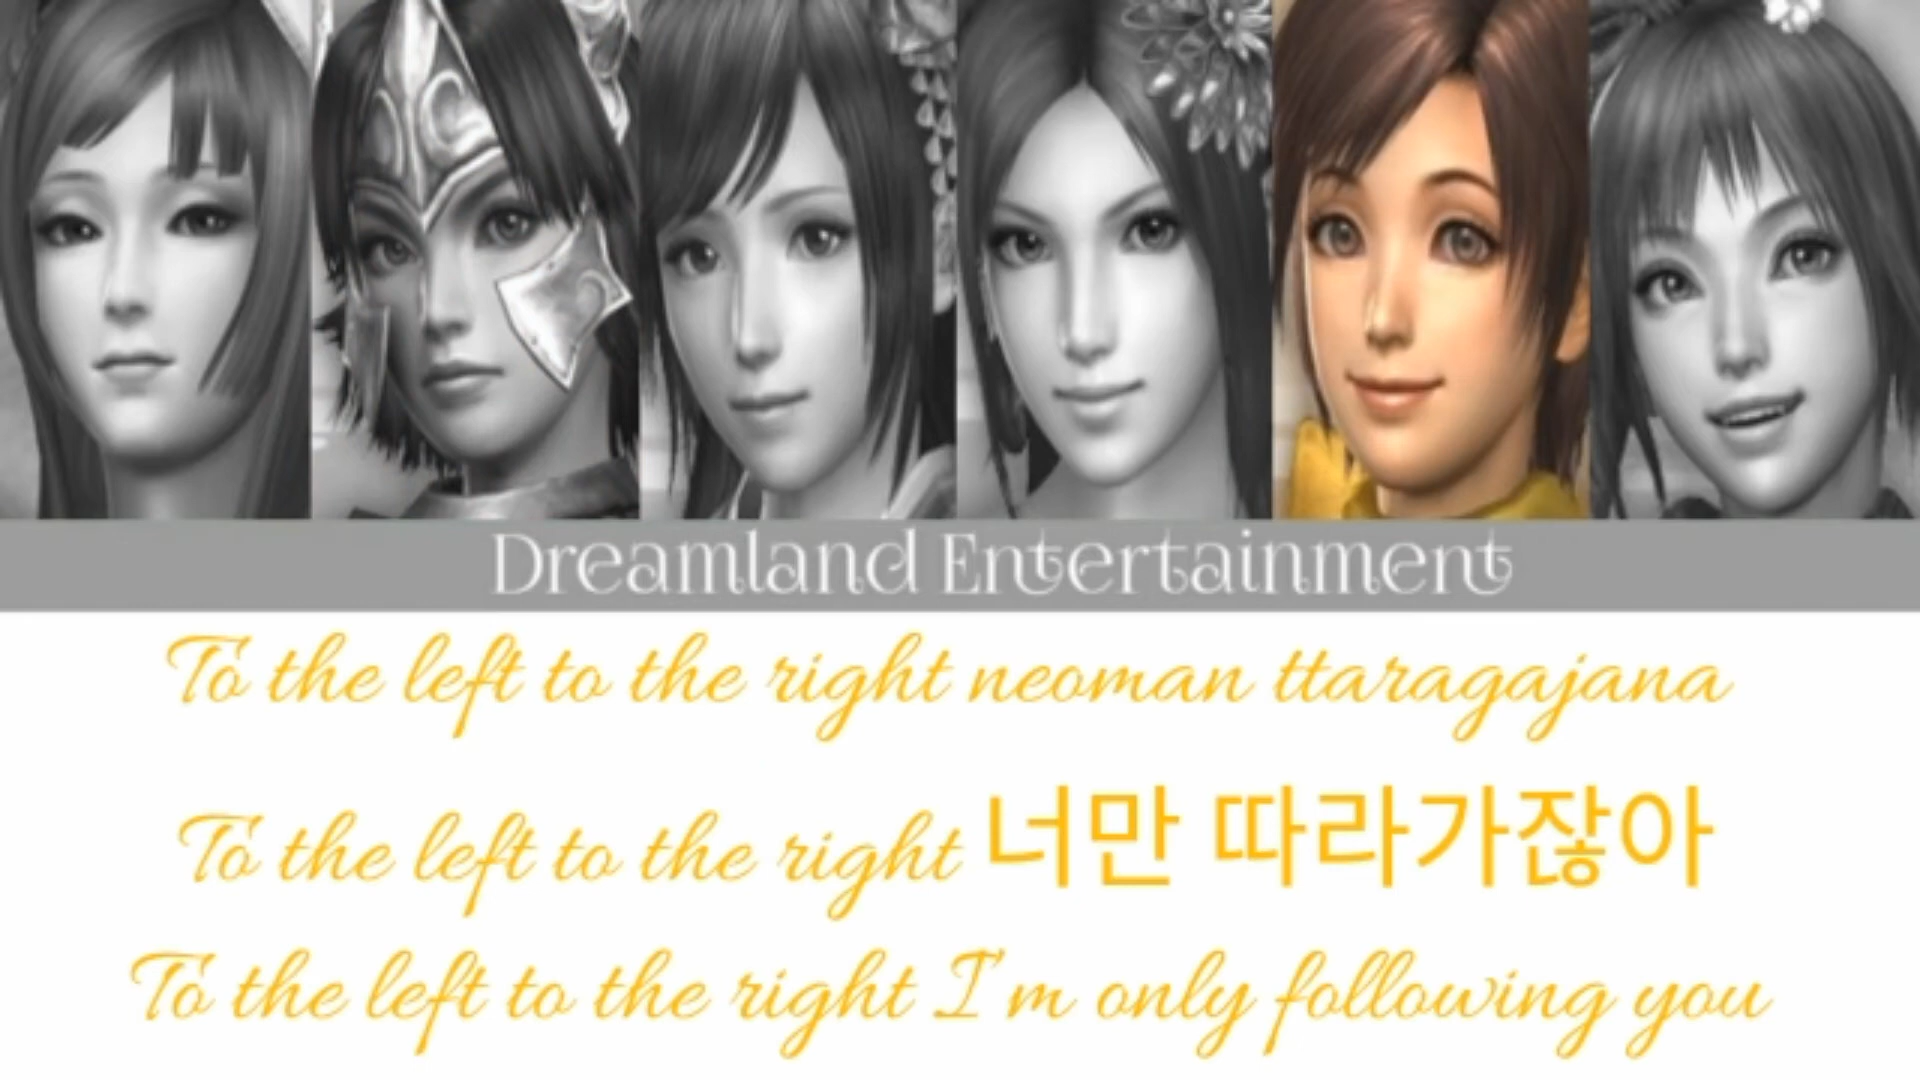 Dreamland Entertainment
To the left to the right neoman ttaragajana
To the left to the right 너만 따라가잖아
To the left to the right I'm only following you